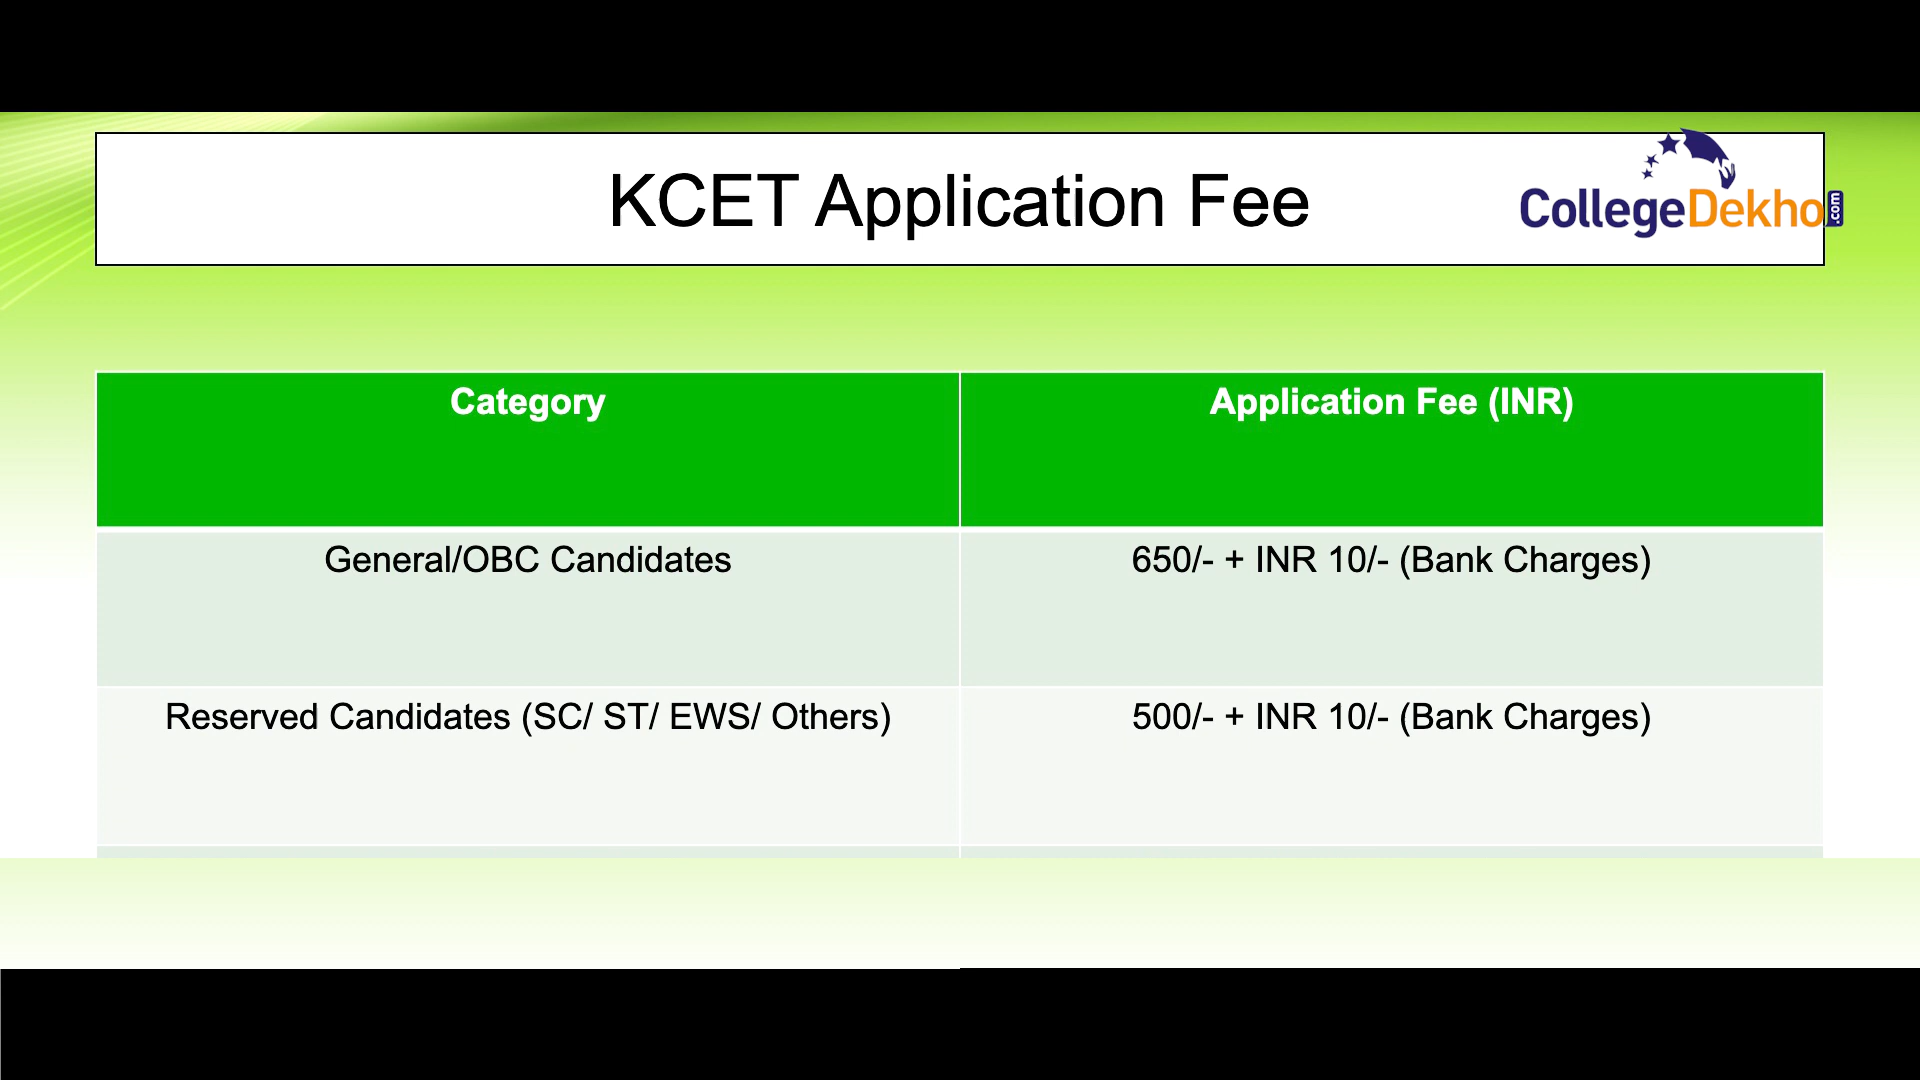 KCET Application Fee
CollegeDekho.com
Category
Application Fee (INR)
General/OBC Candidates
650/- + INR 10/- (Bank Charges)
Reserved Candidates (SC/ ST/ EWS/ Others)
500/- + INR 10/- (Bank Charges)